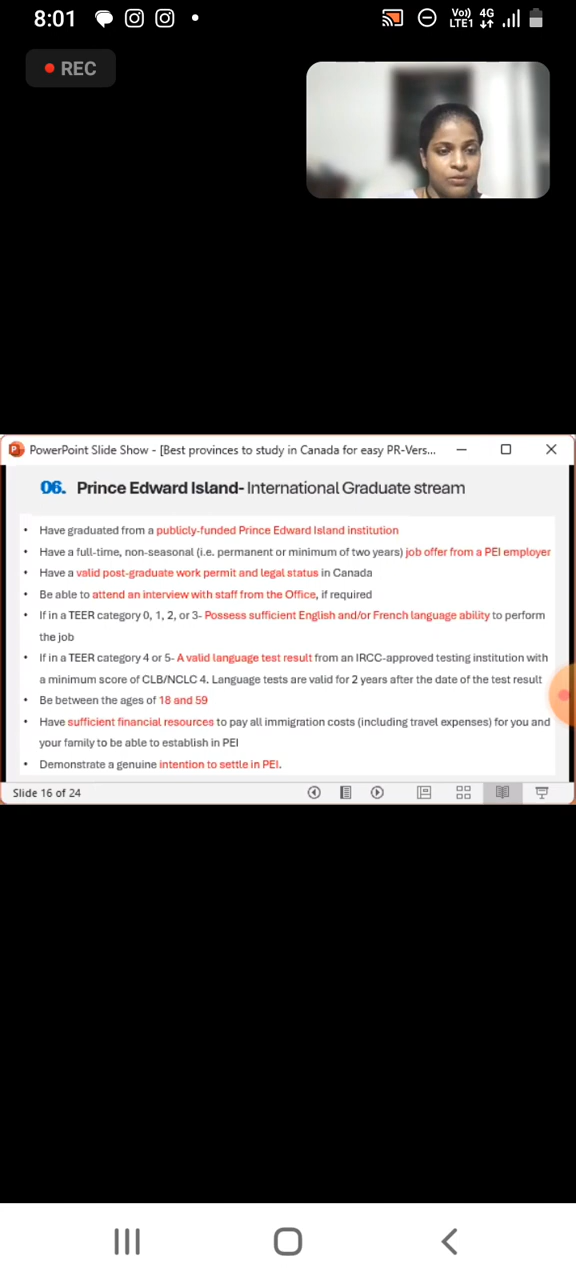 8:01
Vo))
LTE1
4G
REC
PowerPoint Slide Show - [Best provinces to study in Canada for easy PR-Vers...
06. Prince Edward Island- International Graduate stream
• Have graduated from a publicly-funded Prince Edward Island institution
• Have a full-time, non-seasonal (i.e. permanent or minimum of two years) job offer from a PEI employer
• Have a valid post-graduate work permit and legal status in Canada
• Be able to attend an interview with staff from the Office, if required
• If in a TEER category 0, 1, 2, or 3- Possess sufficient English and/or French language ability to perform
the job
• If in a TEER category 4 or 5- A valid language test result from an IRCC-approved testing institution with
a minimum score of CLB/NCLC 4. Language tests are valid for 2 years after the date of the test result
• Be between the ages of 18 and 59
• Have sufficient financial resources to pay all immigration costs (including travel expenses) for you and
your family to be able to establish in PEI
• Demonstrate a genuine intention to settle in PEI.
Slide 16 of 24